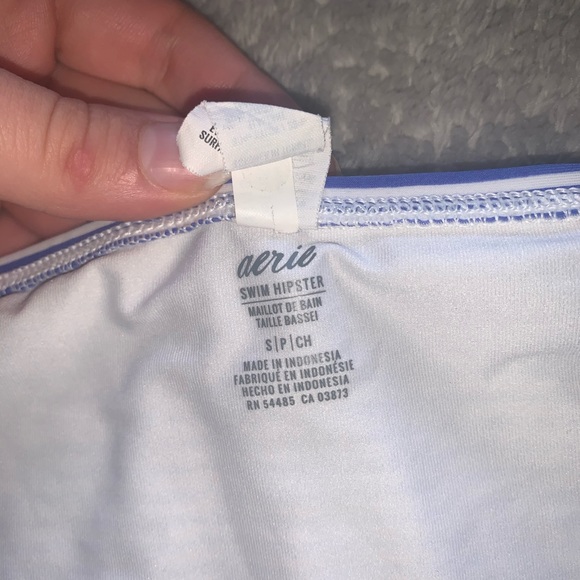 aerie
SWIM HIPSTER
MAILLOT DE BAIN
TAILLE BASSEI
S|P|CH
MADE IN INDONESIA
FABRIQUÉ EN INDONÉSIE
HECHO EN INDONESIA
RN 54485 CA 03873